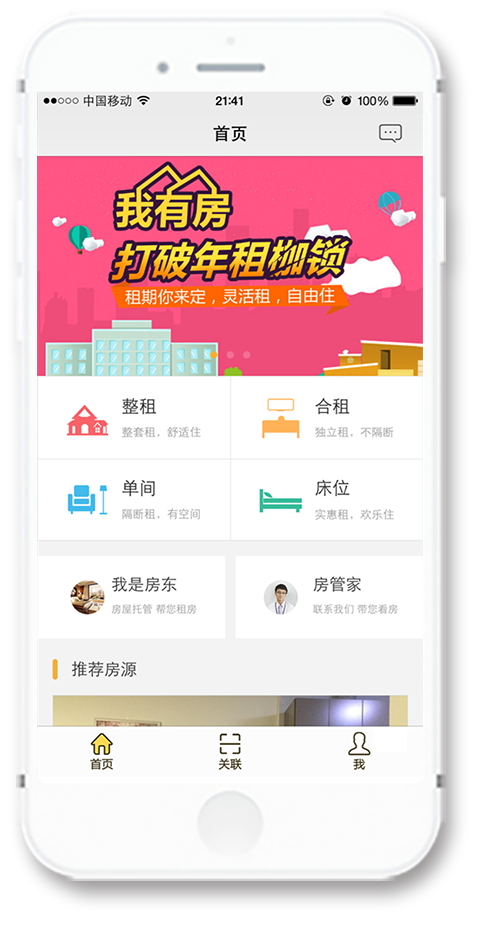 中国移动 21:41 100%
首页
我有房
打破年租枷锁
租期你来定，灵活租，自由住
整租
整套租，舒适住
合租
独立租，不隔断
单间
隔断租，有空间
床位
实惠租，欢乐住
我是房东
房屋托管 帮您租房
房管家
联系我们 带您看房
推荐房源
首页
关联
我